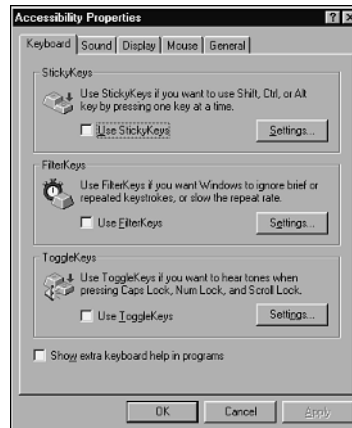 Accessibility Properties
Keyboard Sound Display Mouse General
StickyKeys
Use StickyKeys if you want to use Shift, Ctrl, or Alt
key by pressing one key at a time.
Use StickyKeys Settings...
FilterKeys
Use FilterKeys if you want Windows to ignore brief or
repeated keystrokes, or slow the repeat rate.
Use FilterKeys Settings...
ToggleKeys
Use ToggleKeys if you want to hear tones when
pressing Caps Lock, Num Lock, and Scroll Lock.
Use ToggleKeys Settings...
Show extra keyboard help in programs
OK Cancel Apply